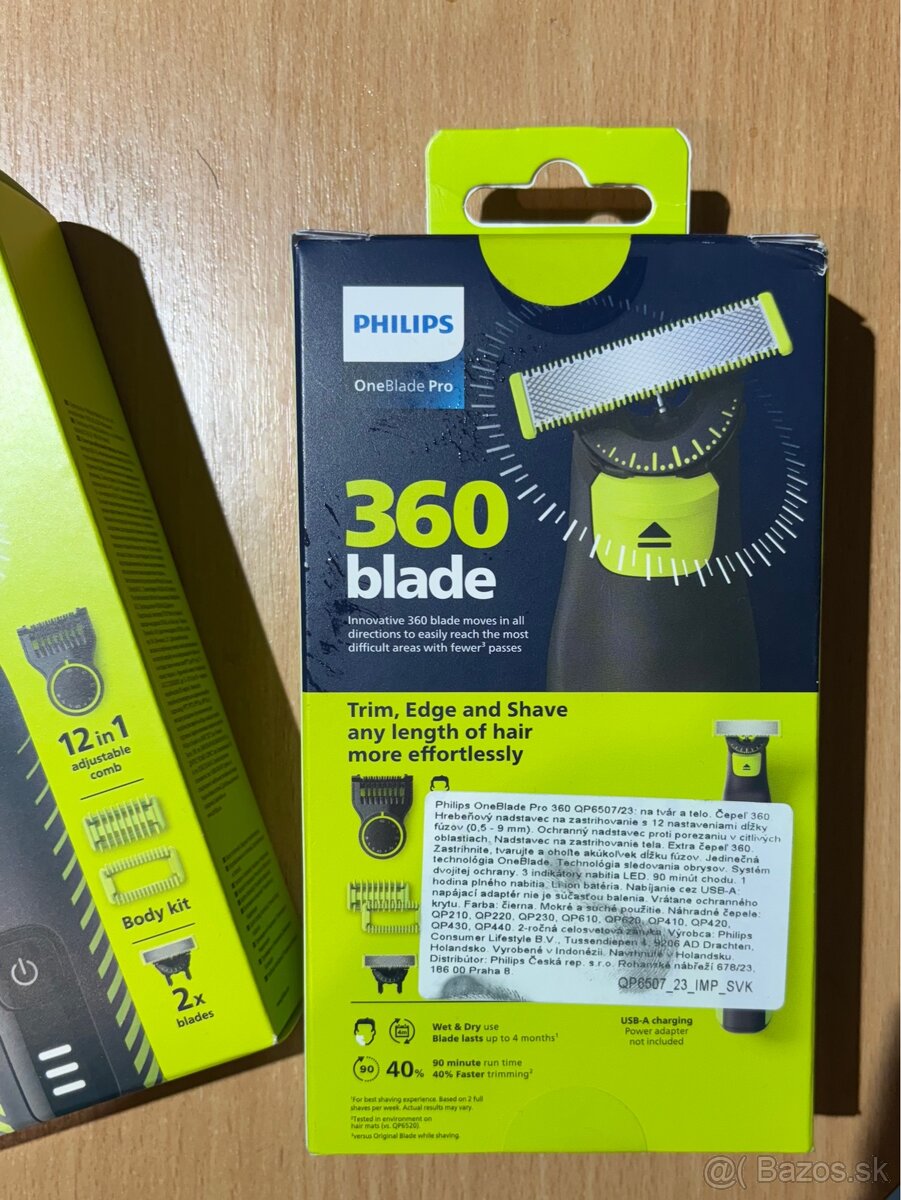 PHILIPS
OneBlade Pro
360
blade
Innovative 360 blade moves in all
directions to easily reach the most
difficult areas with fewer³ passes
Trim, Edge and Shave
any length of hair
more effortlessly
Philips OneBlade Pro 360 QP6507/23: na tvár a telo. Čepeľ 360
Hrebeňový nadstavec na zastrihovanie s 12 nastaveniami dĺžky
fúzov (0,5 - 9 mm). Ochranný nadstavec proti porezaniu v citlivých
oblastiach. Nadstavec na zastrihovanie tela. Extra čepeľ 360.
Zastrihnite, tvarujte a oholte akúkoľvek dĺžku fúzov. Jedinečná
technológia OneBlade. Technológia sledovania obrysov. Systém
dvojitej ochrany. 3 indikátory nabitia LED. 90 minút chodu. 1
hodina plného nabitia. Li-ion batéria. Nabíjanie cez USB-A:
napájací adaptér nie je súčasťou balenia. Vrátane ochranného
krytu. Farba: čierna. Mokré a suché použitie. Náhradné čepele:
QP210, QP220, QP230, QP610, QP620, QP410, QP420,
QP430, QP440. 2-ročná celosvetová záruka. Výrobca: Philips
Consumer Lifestyle B.V., Tussendiepen 4, 9206 AD Drachten,
Holandsko. Vyrobené v Indonézii. Navrhnuté v Holandsku.
Distribútor: Philips Česká rep. s.r.o. Rohanské nábřeží 678/23,
186 00 Praha 8.
QP6507_23_IMP_SVK
4m
Wet & Dry use
Blade lasts up to 4 months¹
90
40%
90 minute run time
40% Faster trimming²
USB-A charging
Power adapter
not included
¹For best shaving experience. Based on 2 full
shaves per week. Actual results may vary.
²Tested in environment on
hair mats (vs. QP6520).
³versus Original Blade while shaving.
12 in 1
adjustable
comb
Body kit
2x
blades
@( Bazos.sk